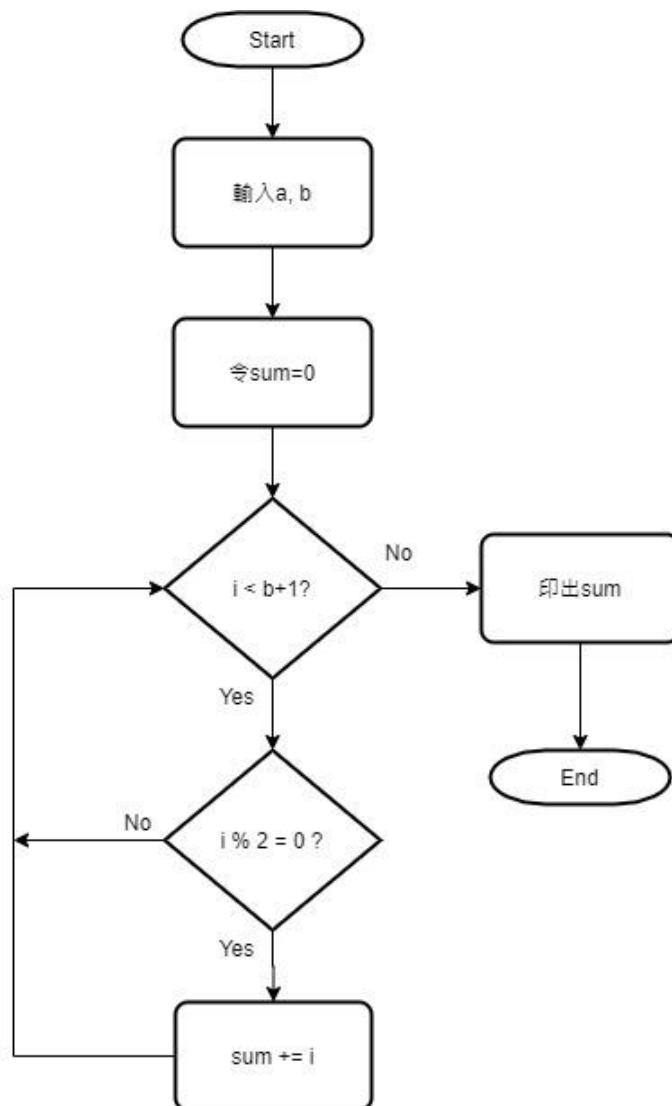 Start
輸入a, b
令sum=0
i < b+1?
No
印出sum
Yes
End
i % 2 = 0 ?
No
Yes
sum += i